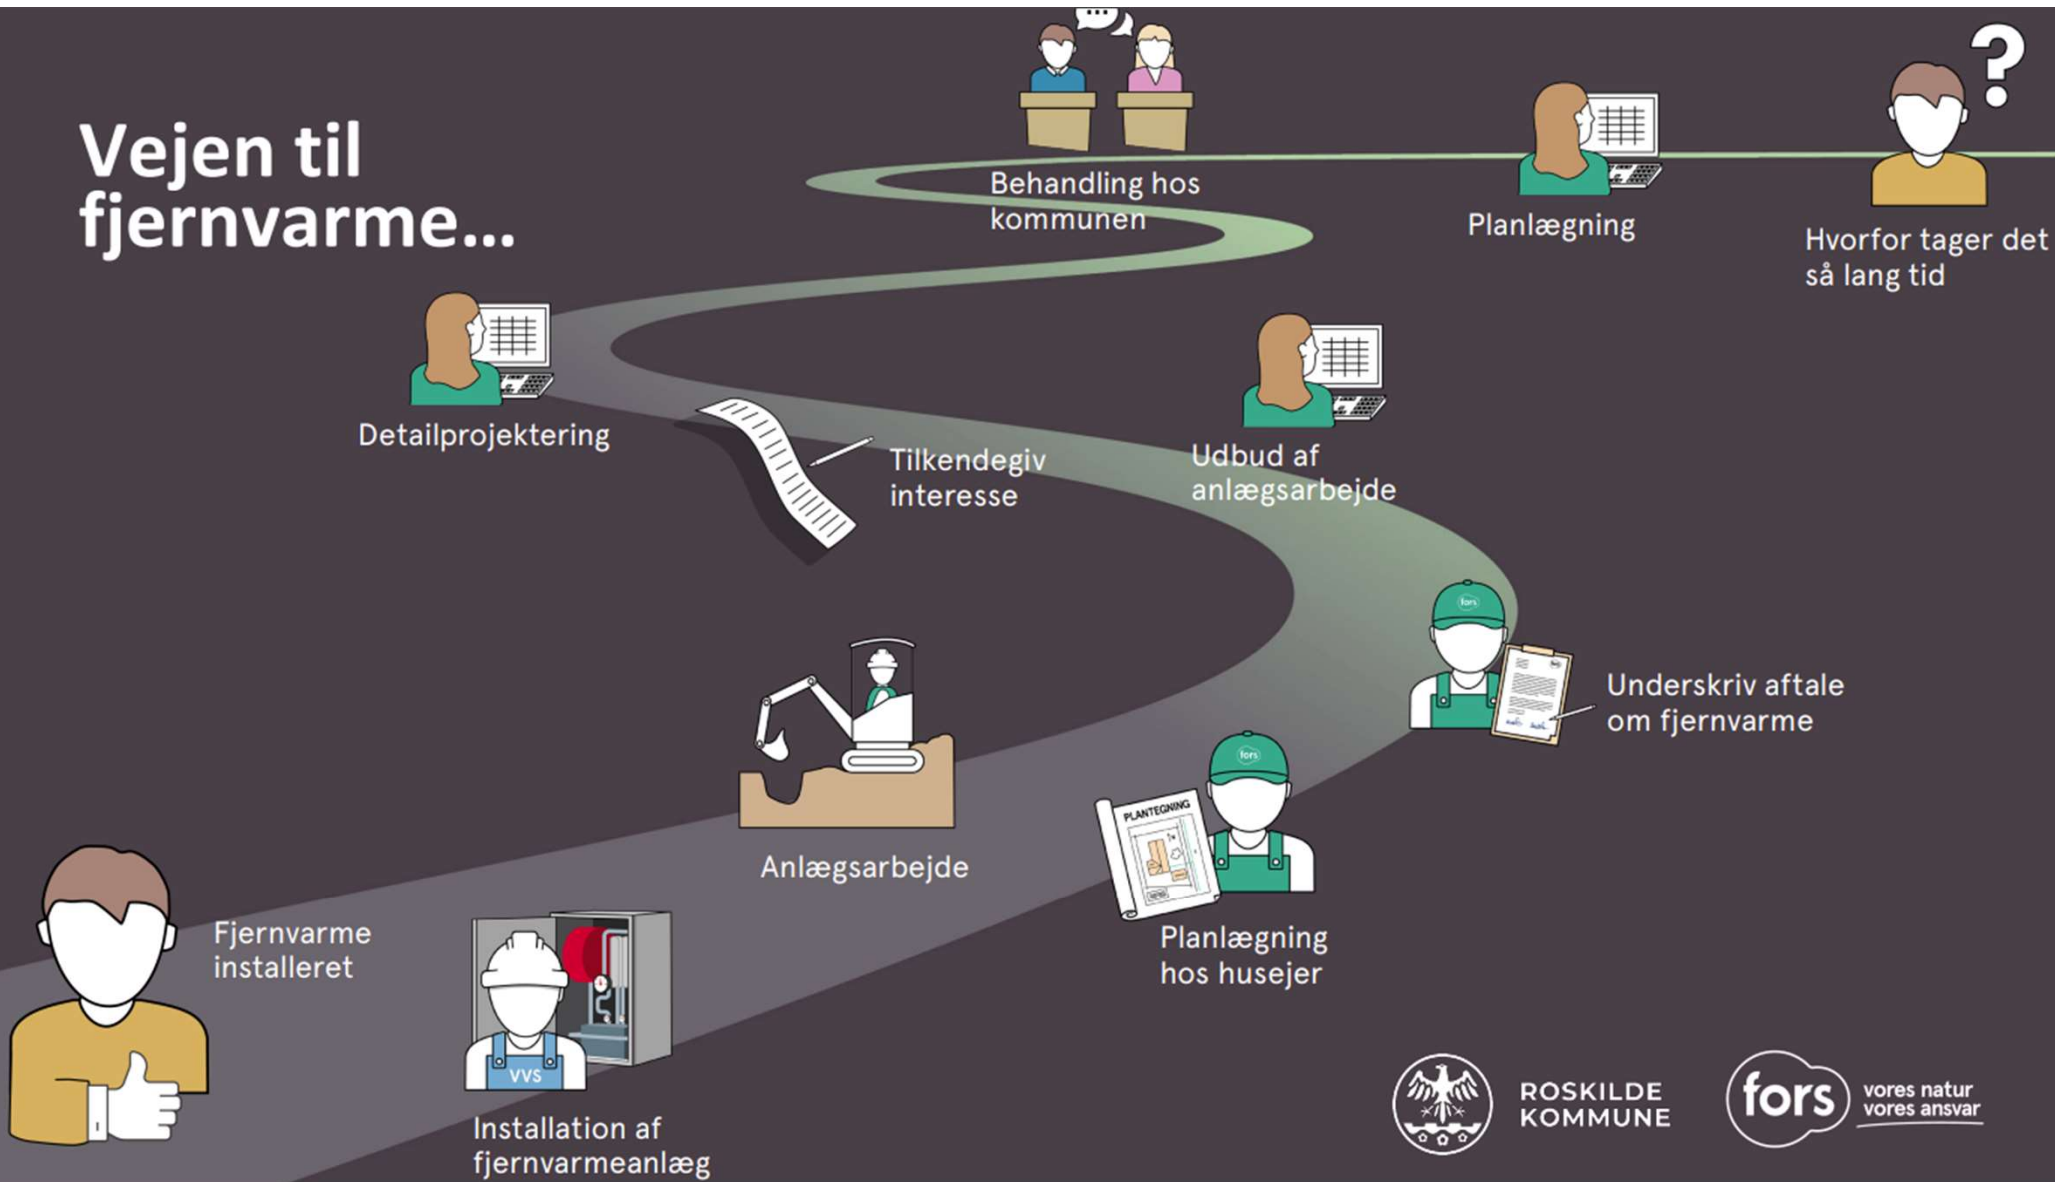 Vejen til
fjernvarme...
Behandling hos
kommunen
Planlægning
?
Hvorfor tager det
så lang tid
Detailprojektering
Tilkendegiv
interesse
Udbud af
anlægsarbejde
fors
Underskriv aftale
om fjernvarme
fors
PLANTEGNING
Planlægning
hos husejer
Anlægsarbejde
Fjernvarme
installeret
VVS
Installation af
fjernvarmeanlæg
ROSKILDE
KOMMUNE
fors
vores natur
vores ansvar